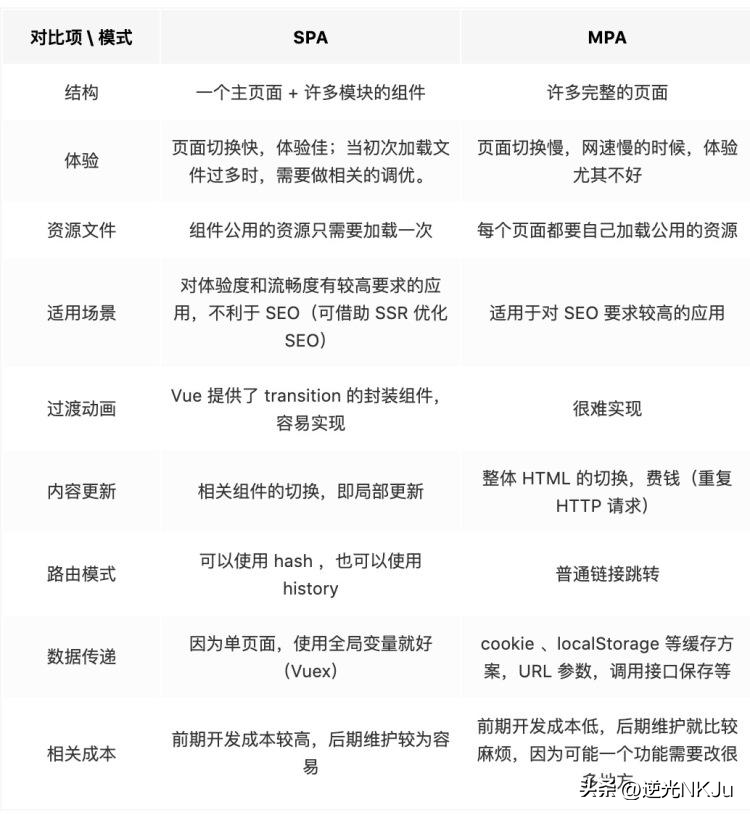 对比项 \ 模式
SPA
MPA
结构
一个主页面 + 许多模块的组件
许多完整的页面
体验
页面切换快，体验佳；当初次加载文
件过多时，需要做相关的调优。
页面切换慢，网速慢的时候，体验
尤其不好
资源文件
组件公用的资源只需要加载一次
每个页面都要自己加载公用的资源
适用场景
对体验度和流畅度有较高要求的应
用，不利于 SEO（可借助 SSR 优化
SEO）
适用于对 SEO 要求较高的应用
过渡动画
Vue 提供了 transition 的封装组件，
容易实现
很难实现
内容更新
相关组件的切换，即局部更新
整体 HTML 的切换，费钱（重复
HTTP 请求）
路由模式
可以使用 hash ，也可以使用
history
普通链接跳转
数据传递
因为单页面，使用全局变量就好
（Vuex）
cookie 、localStorage 等缓存方
案，URL 参数，调用接口保存等
相关成本
前期开发成本较高，后期维护较为容
易
前期开发成本低，后期维护就比较
麻烦，因为可能一个功能需要改很
多地方
头条 @逆光NKJu